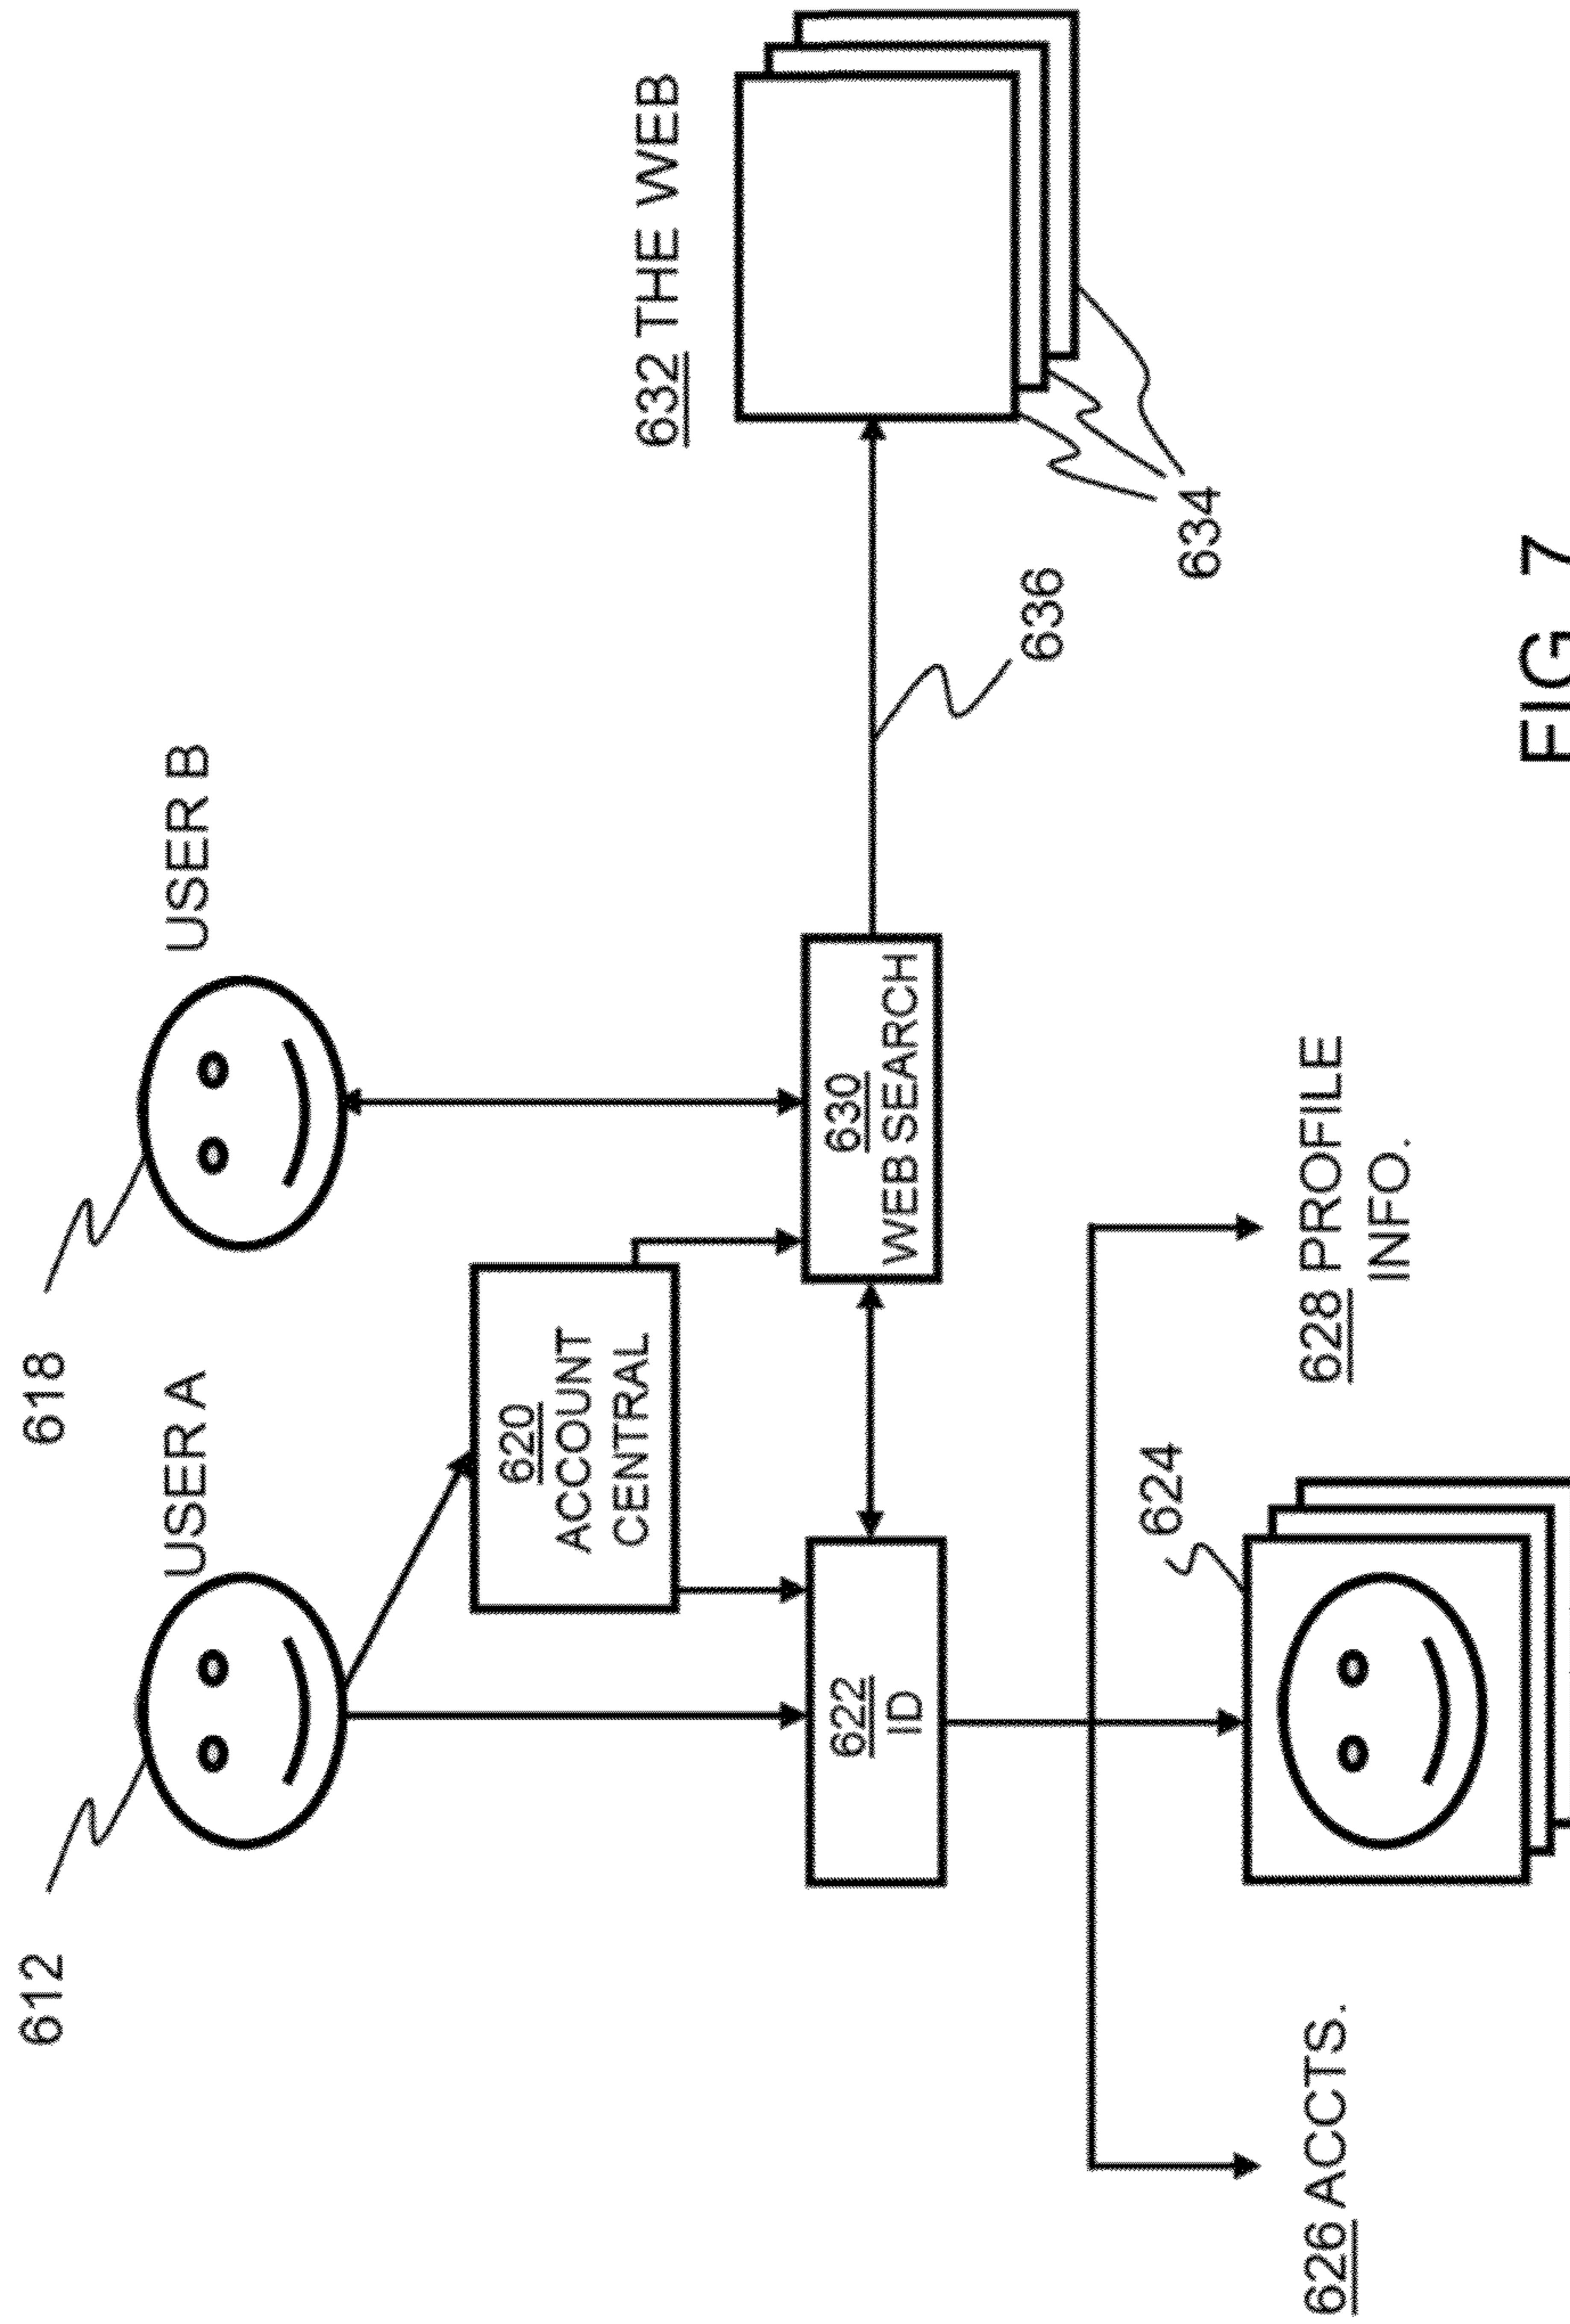 612
USER A
618
USER B
620
ACCOUNT
CENTRAL
622
ID
630
WEB SEARCH
632 THE WEB
636
634
626 ACCTS.
624
628 PROFILE
INFO.
FIG 7